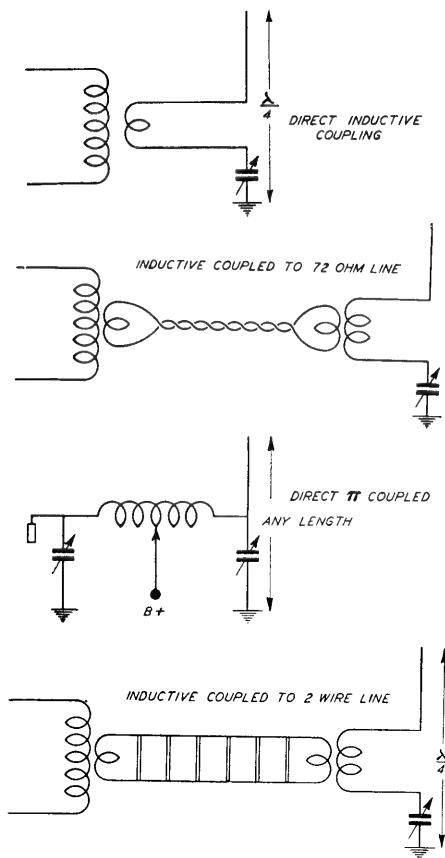 λ/4
DIRECT INDUCTIVE
COUPLING
INDUCTIVE COUPLED TO 72 OHM LINE
DIRECT π COUPLED
ANY LENGTH
B+
INDUCTIVE COUPLED TO 2 WIRE LINE
λ/4